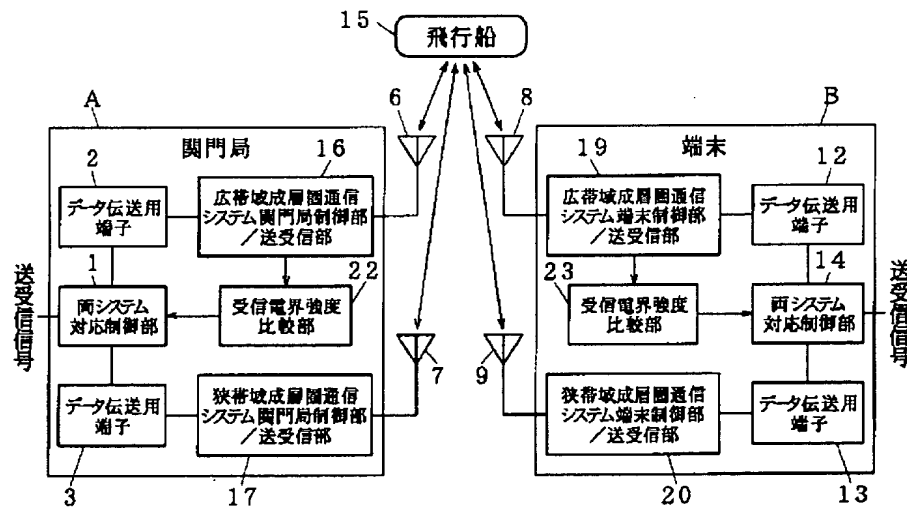 15
飛行船
A
6
8
B
関門局
16
2
データ伝送用
端子
広帯域成層圏通信
システム関門局制御部
/送受信部
端末
19
12
広帯域成層圏通信
システム端末制御部
/送受信部
データ伝送用
端子
送受信信号
1
両システム
対応制御部
22
受信電界強度
比較部
23
受信電界強度
比較部
14
両システム
対応制御部
送受信信号
7
9
データ伝送用
端子
狭帯域成層圏通信
システム関門局制御部
/送受信部
狭帯域成層圏通信
システム端末制御部
/送受信部
データ伝送用
端子
3
17
20
13